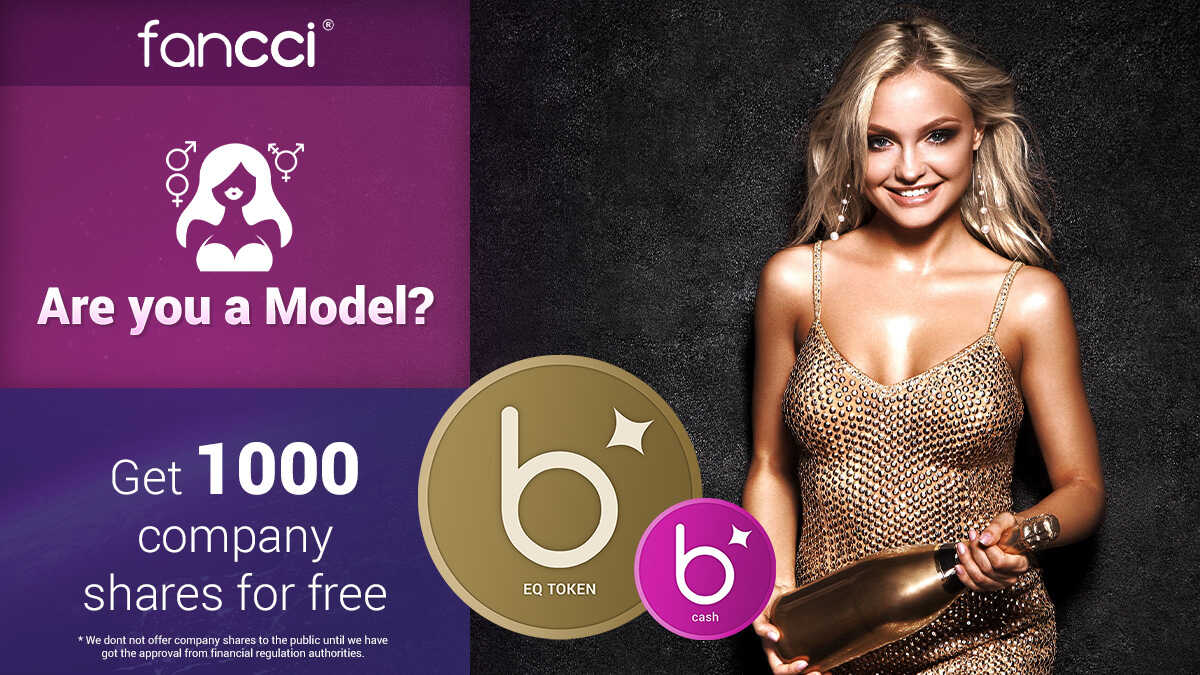 fancci®
Are you a Model?
Get 1000
company
shares for free
* We dont not offer company shares to the public until we have
got the approval from financial regulation authorities.
b
EQ TOKEN
b
cash